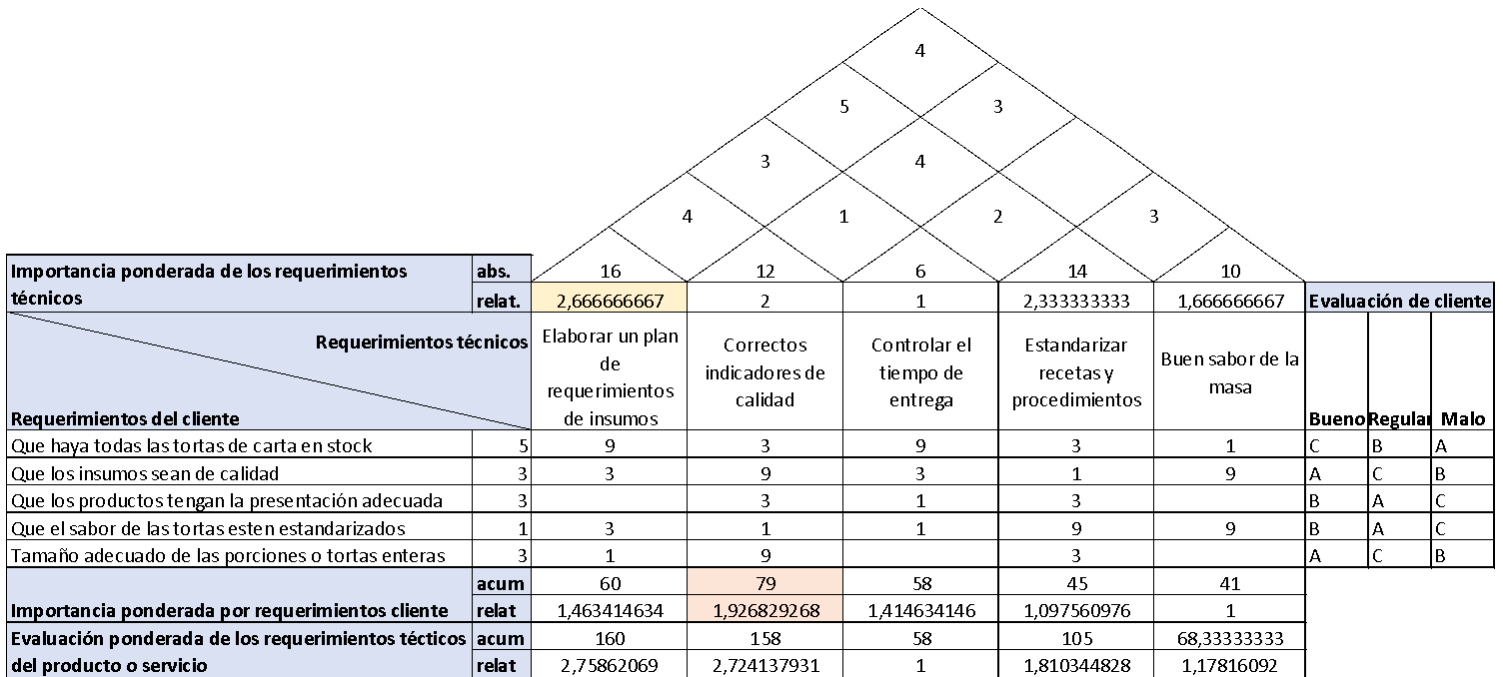 4
5 3
3 4
4 1 2 3
Importancia ponderada de los requerimientos técnicos abs. 16 12 6 14 10
relat. 2,666666667 2 1 2,333333333 1,666666667 Evaluación de cliente
Requerimientos técnicos
Requerimientos del cliente
Elaborar un plan de requerimientos de insumos
Correctos indicadores de calidad
Controlar el tiempo de entrega
Estandarizar recetas y procedimientos
Buen sabor de la masa
Bueno Regular Malo
Que haya todas las tortas de carta en stock 5 9 3 9 3 1 C B A
Que los insumos sean de calidad 3 3 9 3 1 9 A C B
Que los productos tengan la presentación adecuada 3 3 1 3 B A C
Que el sabor de las tortas esten estandarizados 1 3 1 1 9 9 B A C
Tamaño adecuado de las porciones o tortas enteras 3 1 9 3 A C B
Importancia ponderada por requerimientos cliente acum 60 79 58 45 41
relat 1,463414634 1,926829268 1,414634146 1,097560976 1
Evaluación ponderada de los requerimientos técticos del producto o servicio acum 160 158 58 105 68,33333333
relat 2,75862069 2,724137931 1 1,810344828 1,17816092